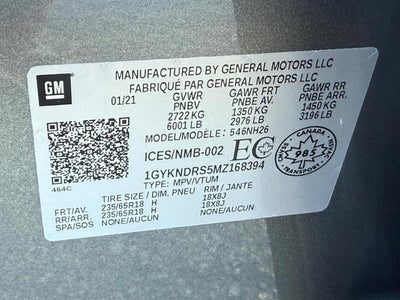 GM
MANUFACTURED BY GENERAL MOTORS LLC
FABRIQUÉ PAR GENERAL MOTORS LLC
01/21 GVWR GAWR FRT GAWR RR
PNBV PNBE AV. PNBE ARR.
2722 KG 1350 KG 1450 KG
6001 LB 2976 LB 3196 LB
MODEL/MODÈLE: 546NH26
ICES/NMB-002 EC
464C
1GYKNDRS5MZ168394
TYPE: MPV/VTUM
TIRE SIZE / DIM. PNEU RIM / JANTE
FRT/AV. 235/65R18 H 18X8J
RR/ARR. 235/65R18 H 18X8J
SPA/SOS NONE/AUCUN NONE/AUCUN
CANADA
985
TRANSPORT